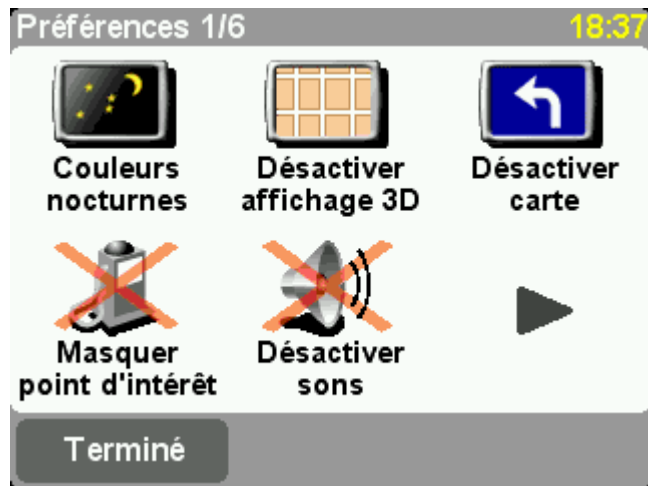 Préférences 1/6
18:37
Couleurs
nocturnes
Désactiver
affichage 3D
Désactiver
carte
Masquer
point d'intérêt
Désactiver
sons
Terminé